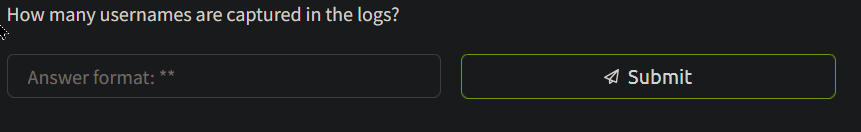 How many usernames are captured in the logs?
Answer format: **
Submit